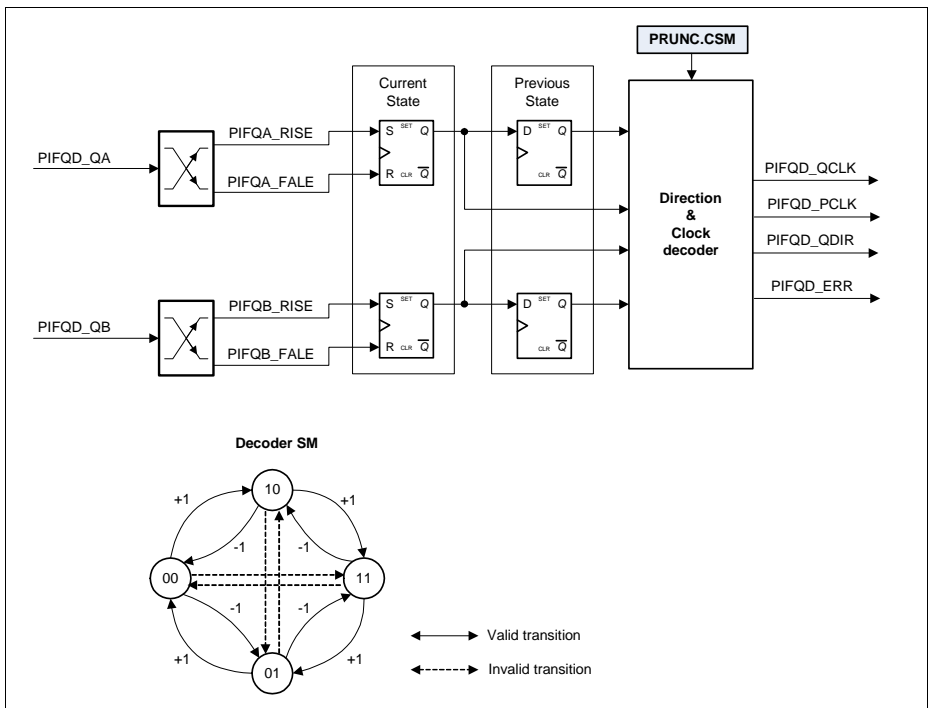 PRUNC.CSM
Current
State
Previous
State
PIFQD_QA
PIFQA_RISE
PIFQA_FALE
S SET Q
R CLR Q
D SET Q
CLR Q
PIFQD_QB
PIFQB_RISE
PIFQB_FALE
S SET Q
R CLR Q
D SET Q
CLR Q
Direction
&
Clock
decoder
PIFQD_QCLK
PIFQD_PCLK
PIFQD_QDIR
PIFQD_ERR
Decoder SM
10
+1
+1
-1
-1
00
11
-1
-1
+1
+1
01
Valid transition
Invalid transition